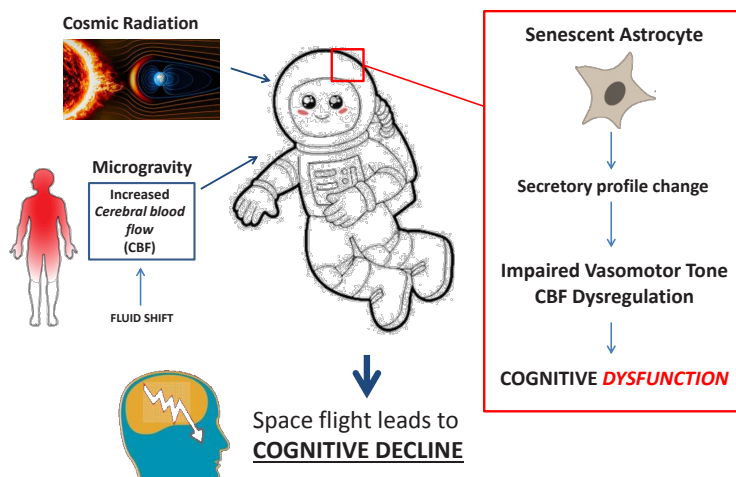 Cosmic Radiation
Microgravity
Increased
Cerebral blood
flow
(CBF)
FLUID SHIFT
Space flight leads to
COGNITIVE DECLINE
Senescent Astrocyte
Secretory profile change
Impaired Vasomotor Tone
CBF Dysregulation
COGNITIVE DYSFUNCTION